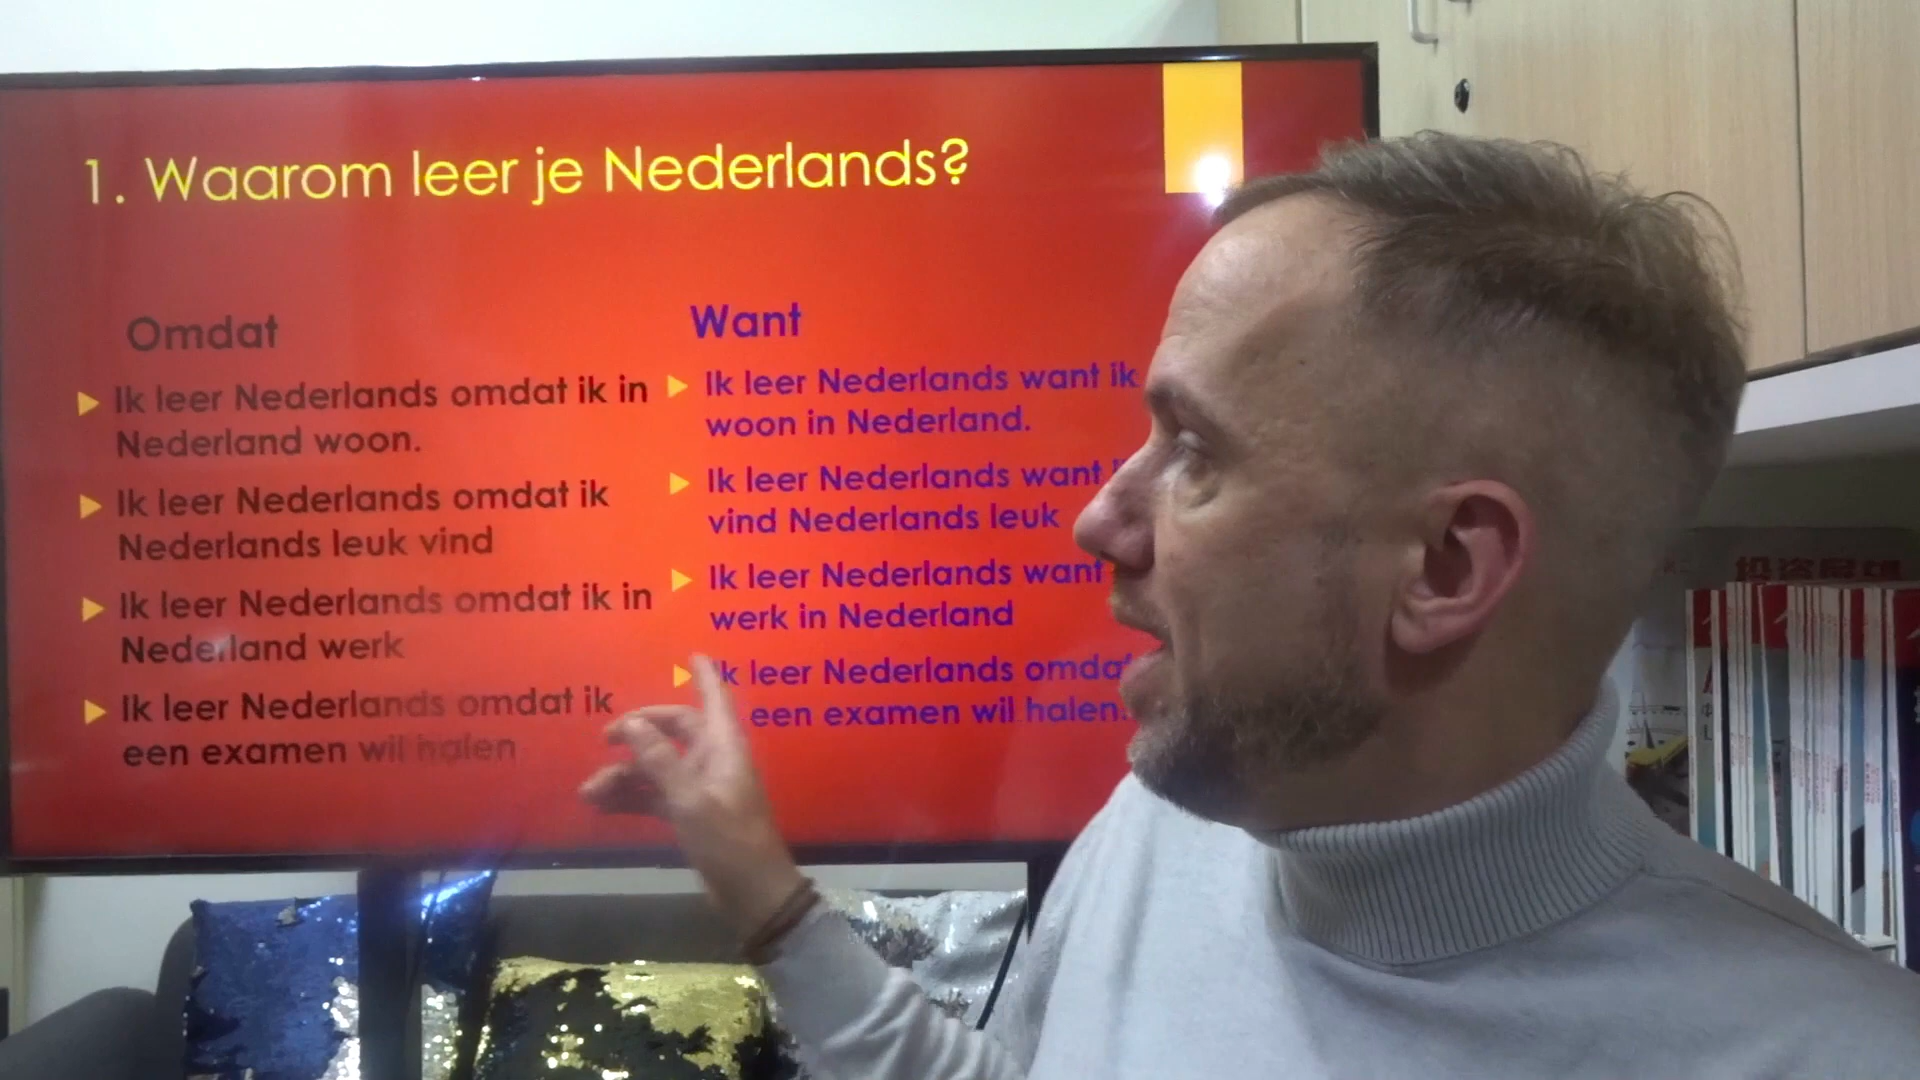 1. Waarom leer je Nederlands?
Omdat
Ik leer Nederlands omdat ik in
Nederland woon.
Ik leer Nederlands omdat ik
Nederlands leuk vind
Ik leer Nederlands omdat ik in
Nederland werk
Ik leer Nederlands omdat ik
een examen wil halen
Want
Ik leer Nederlands want ik
woon in Nederland.
Ik leer Nederlands want
vind Nederlands leuk
Ik leer Nederlands want
werk in Nederland
Ik leer Nederlands omdat
een examen wil halen.